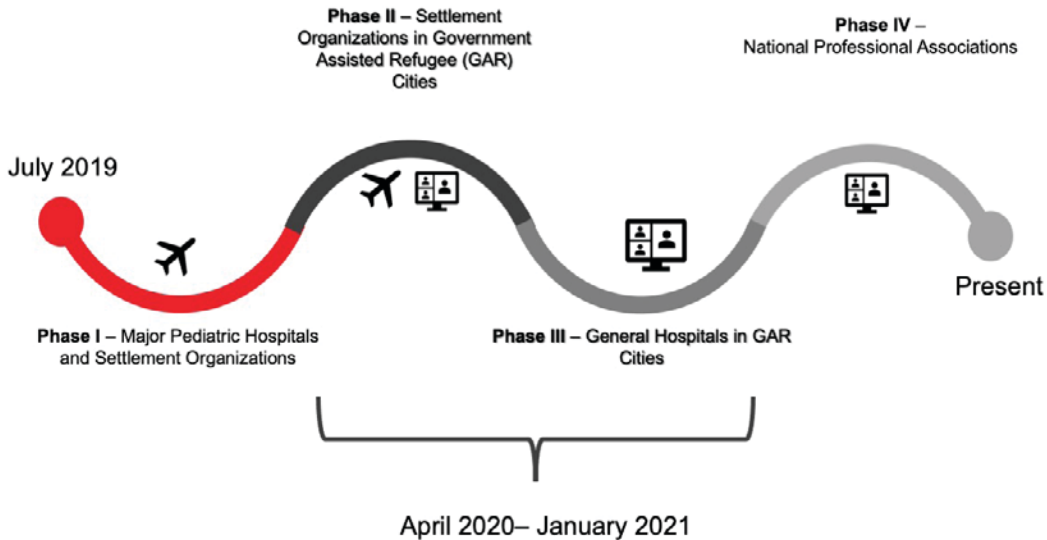 Phase II – Settlement
Organizations in Government
Assisted Refugee (GAR)
Cities
Phase IV –
National Professional Associations
July 2019
Present
Phase I – Major Pediatric Hospitals
and Settlement Organizations
Phase III – General Hospitals in GAR
Cities
April 2020– January 2021